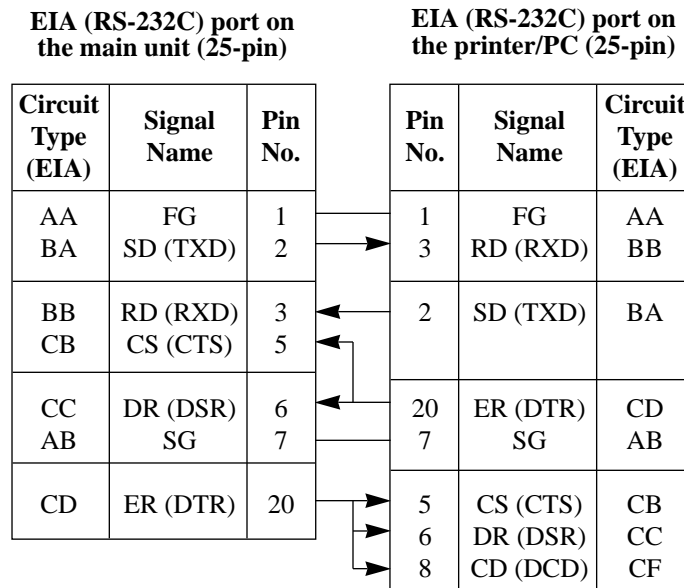 EIA (RS-232C) port on
the main unit (25-pin)
Circuit Type (EIA) Signal Name Pin No.
AA FG 1
BA SD (TXD) 2
BB RD (RXD) 3
CB CS (CTS) 5
CC DR (DSR) 6
AB SG 7
CD ER (DTR) 20
EIA (RS-232C) port on
the printer/PC (25-pin)
Pin No. Signal Name Circuit Type (EIA)
1 FG AA
3 RD (RXD) BB
2 SD (TXD) BA
20 ER (DTR) CD
7 SG AB
5 CS (CTS) CB
6 DR (DSR) CC
8 CD (DCD) CF